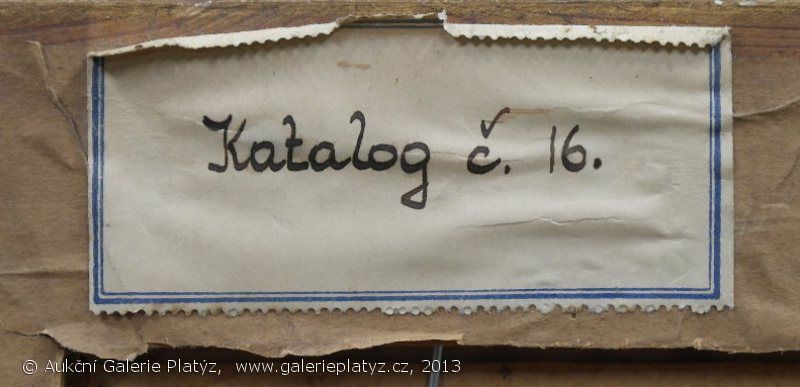 Katalog č. 16.
© Aukční Galerie Platýz, www.galerieplatyz.cz, 2013